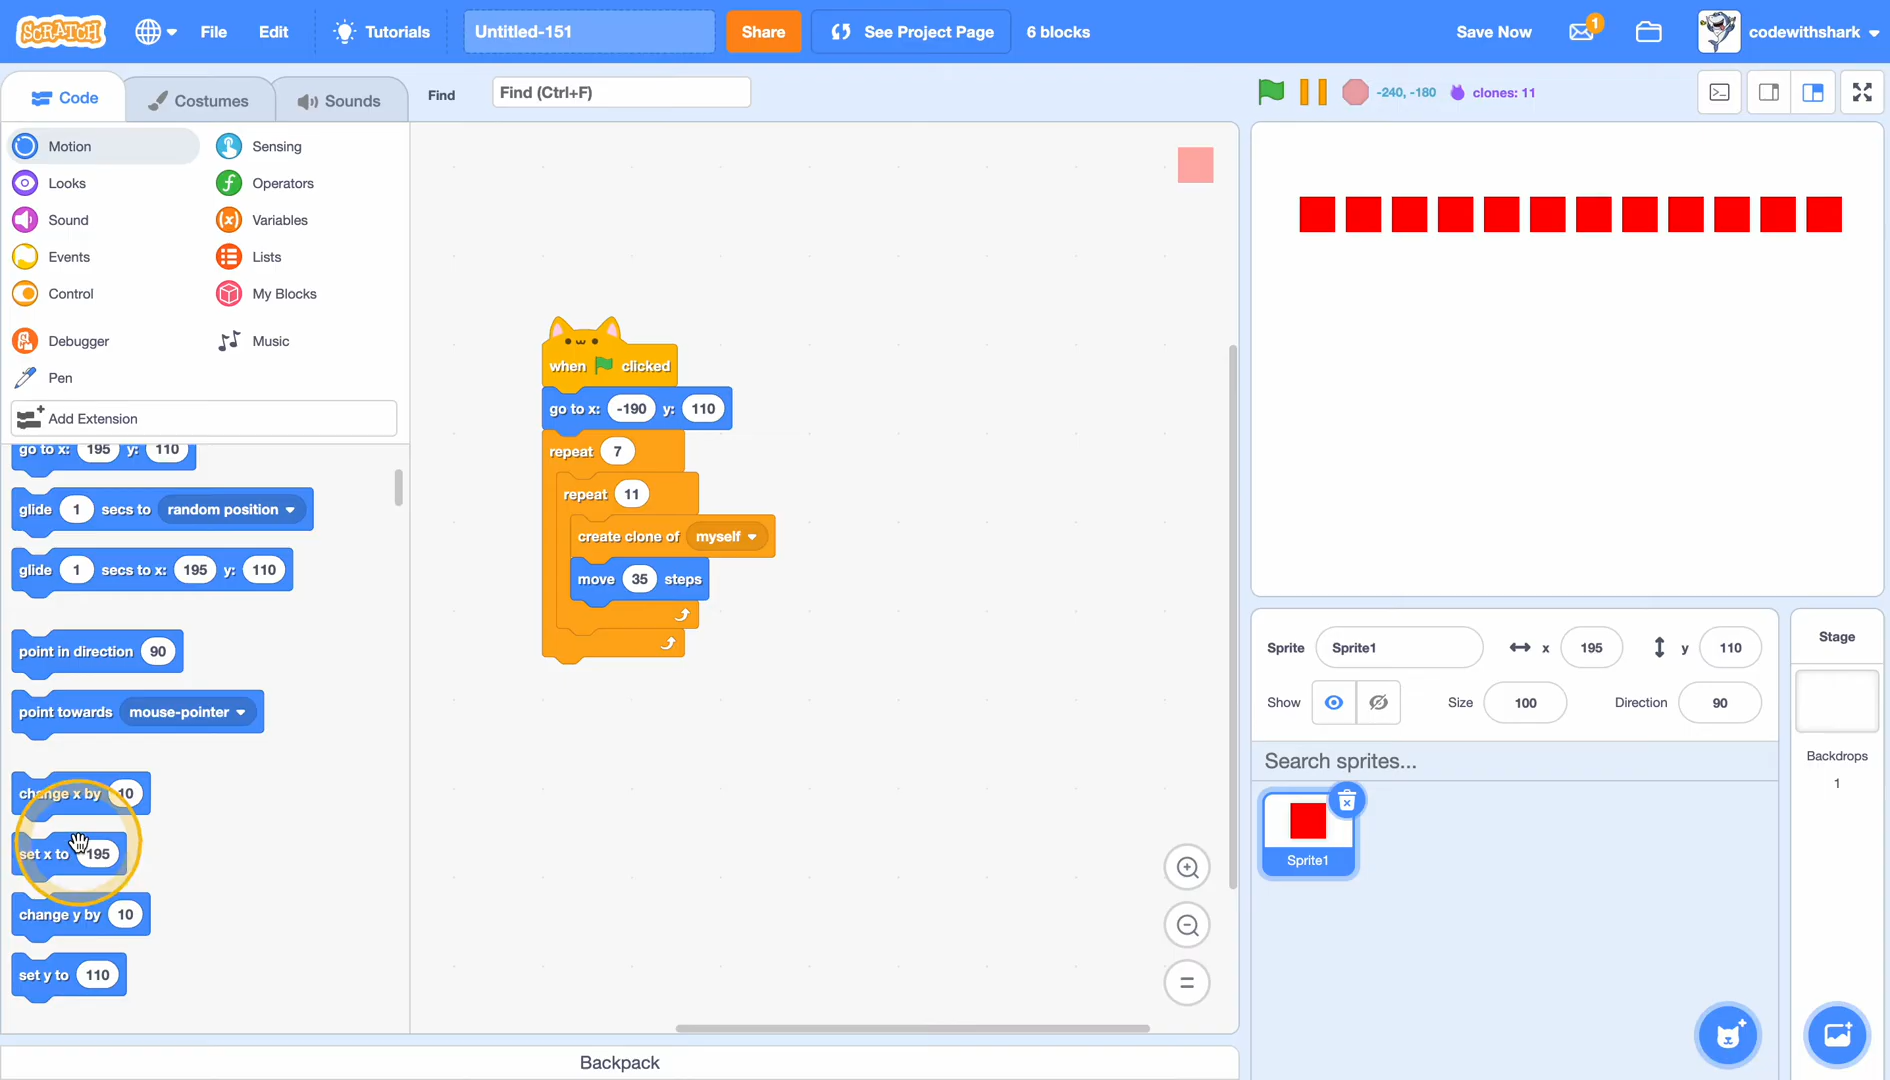 SCRATCH File Edit Tutorials Untitled-151 Share See Project Page 6 blocks Save Now 1 codewithshark
Code Costumes Sounds Find Find (Ctrl+F) -240, -180 clones: 11
Motion Sensing
Looks Operators
Sound Variables
Events Lists
Control My Blocks
Debugger Music
Pen
Add Extension
go to x: 195 y: 110
glide 1 secs to random position
glide 1 secs to x: 195 y: 110
point in direction 90
point towards mouse-pointer
change x by 10
set x to 195
change y by 10
set y to 110
when clicked
go to x: -190 y: 110
repeat 7
repeat 11
create clone of myself
move 35 steps
Backpack
Sprite Sprite1 x 195 y 110
Show Size 100 Direction 90
Search sprites...
Sprite1
Stage
Backdrops
1